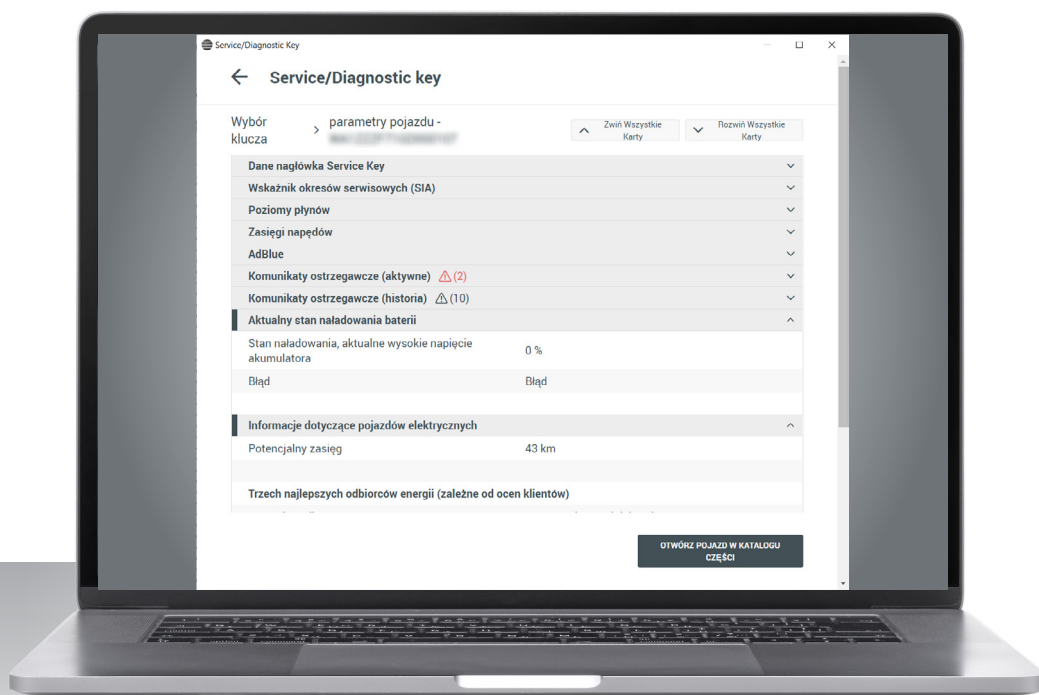 Service/Diagnostic Key
Service/Diagnostic key
Wybór
klucza
parametry pojazdu -
Zwiń Wszystkie
Karty
Rozwiń Wszystkie
Karty
Dane nagłówka Service Key
Wskaźnik okresów serwisowych (SIA)
Poziomy płynów
Zasięgi napędów
AdBlue
Komunikaty ostrzegawcze (aktywne) (2)
Komunikaty ostrzegawcze (historia) (10)
Aktualny stan naładowania baterii
Stan naładowania, aktualne wysokie napięcie
akumulatora
0 %
Błąd Błąd
Informacje dotyczące pojazdów elektrycznych
Potencjalny zasięg 43 km
Trzech najlepszych odbiorców energii (zależne od ocen klientów)
OTWÓRZ POJAZD W KATALOGU
CZĘŚCI